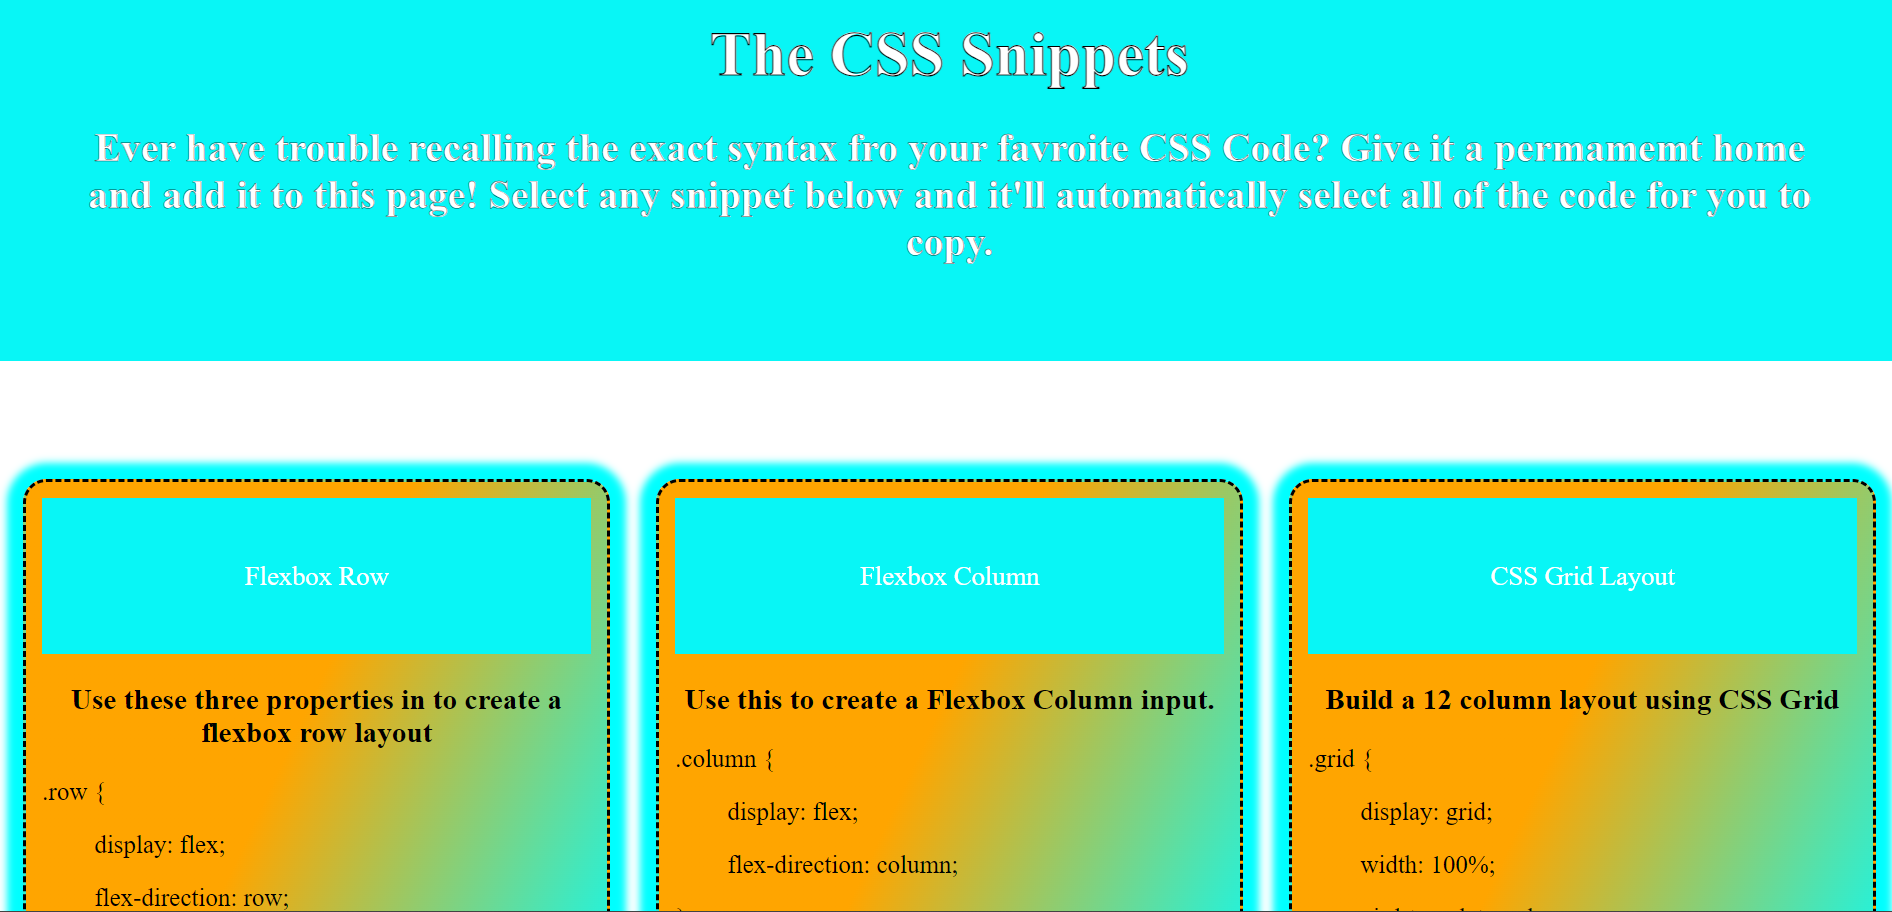 The CSS Snippets
Ever have trouble recalling the exact syntax fro your favroite CSS Code? Give it a permamemt home
and add it to this page! Select any snippet below and it'll automatically select all of the code for you to
copy.
Flexbox Row
Use these three properties in to create a
flexbox row layout
.row {
display: flex;
flex-direction: row;
Flexbox Column
Use this to create a Flexbox Column input.
.column {
display: flex;
flex-direction: column;
CSS Grid Layout
Build a 12 column layout using CSS Grid
.grid {
display: grid;
width: 100%;